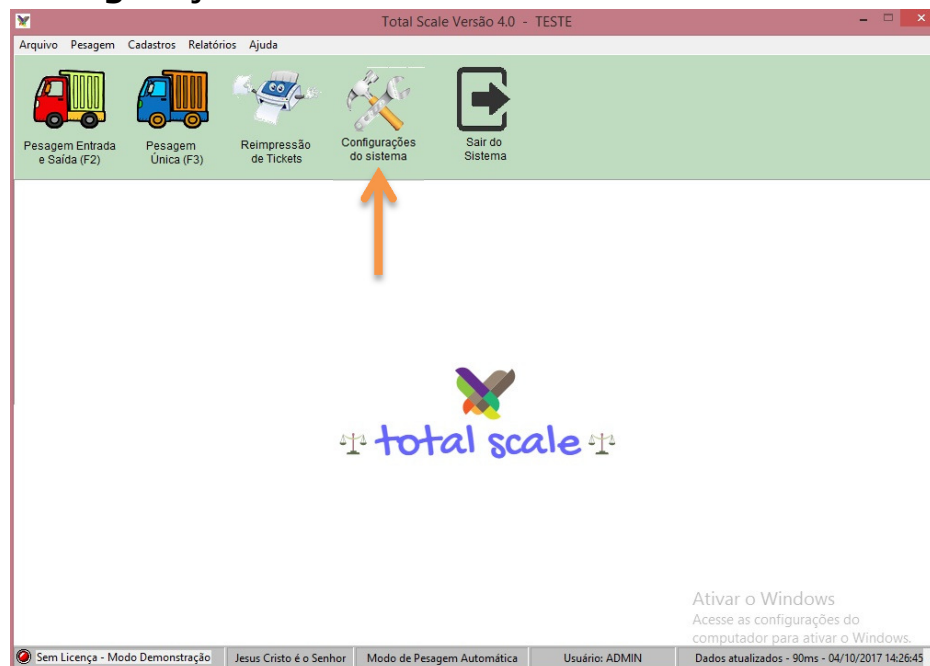 Total Scale Versão 4.0 - TESTE
Arquivo Pesagem Cadastros Relatórios Ajuda
Pesagem Entrada
e Saída (F2)
Pesagem
Única (F3)
Reimpressão
de Tickets
Configurações
do sistema
Sair do
Sistema
total scale
Ativar o Windows
Acesse as configurações do
computador para ativar o Windows.
Sem Licença - Modo Demonstração Jesus Cristo é o Senhor Modo de Pesagem Automática Usuário: ADMIN Dados atualizados - 90ms - 04/10/2017 14:26:45